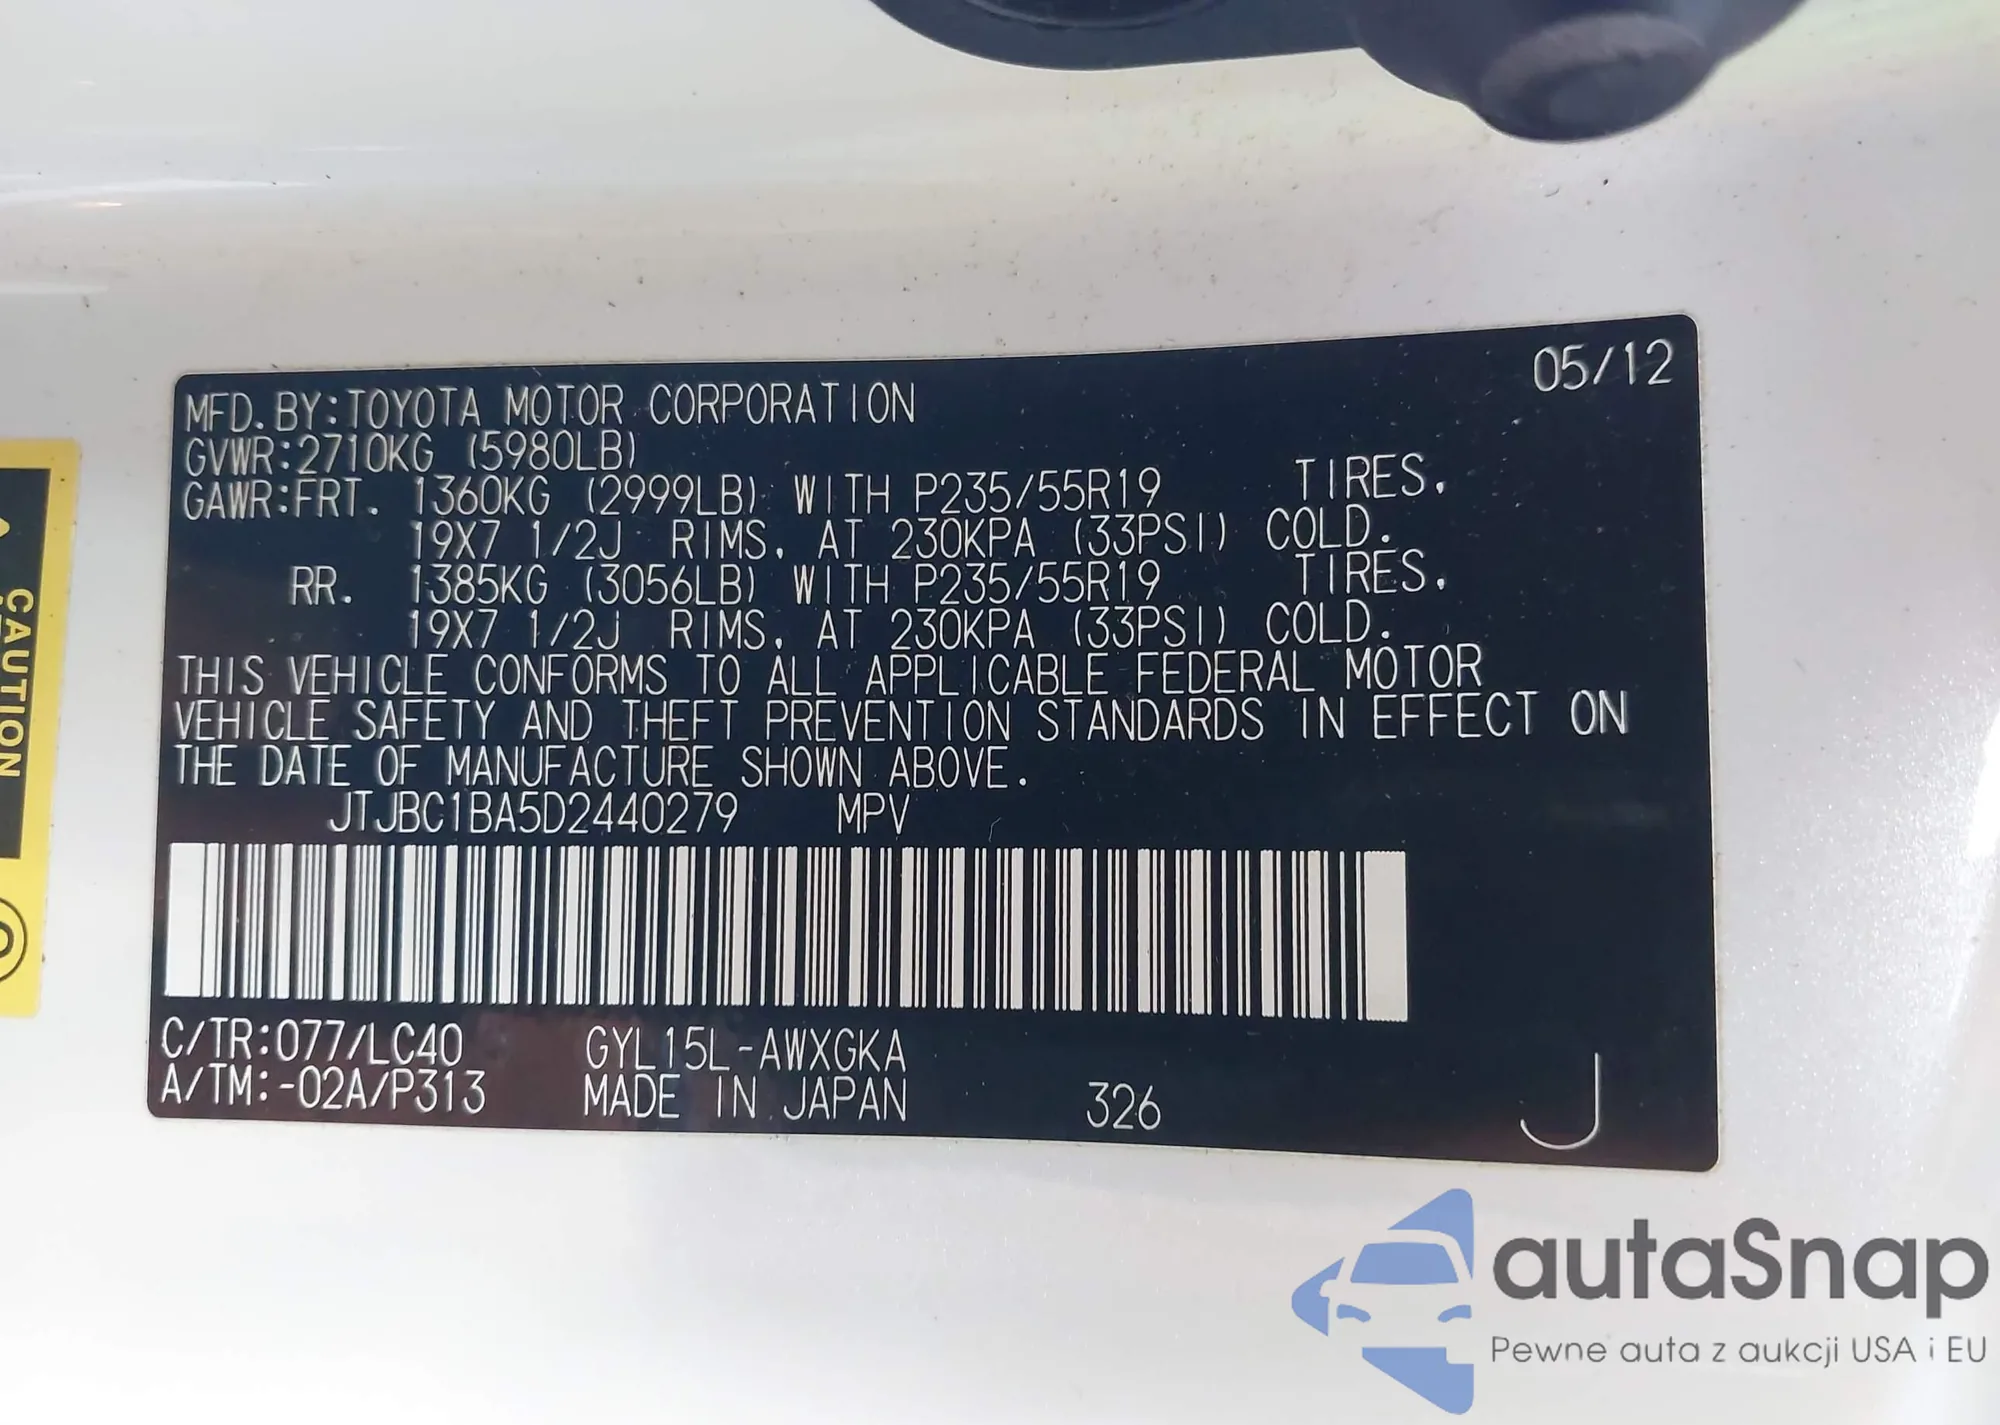 05/12
MFD. BY:TOYOTA MOTOR CORPORATION
GVWR:2710KG (5980LB)
GAWR:FRT. 1360KG (2999LB) WITH P235/55R19 TIRES.
19X7 1/2J RIMS. AT 230KPA (33PSI) COLD.
RR. 1385KG (3056LB) WITH P235/55R19 TIRES.
19X7 1/2J RIMS. AT 230KPA (33PSI) COLD.
THIS VEHICLE CONFORMS TO ALL APPLICABLE FEDERAL MOTOR
VEHICLE SAFETY AND THEFT PREVENTION STANDARDS IN EFFECT ON
THE DATE OF MANUFACTURE SHOWN ABOVE.
JTJBC1BA5D2440279 MPV
C/TR:077/LC40 GYL15L-AWXGKA
A/TM:-02A/P313 MADE IN JAPAN 326 J
CAUTION
autaSnap
Pewne auta z aukcji USA i EU